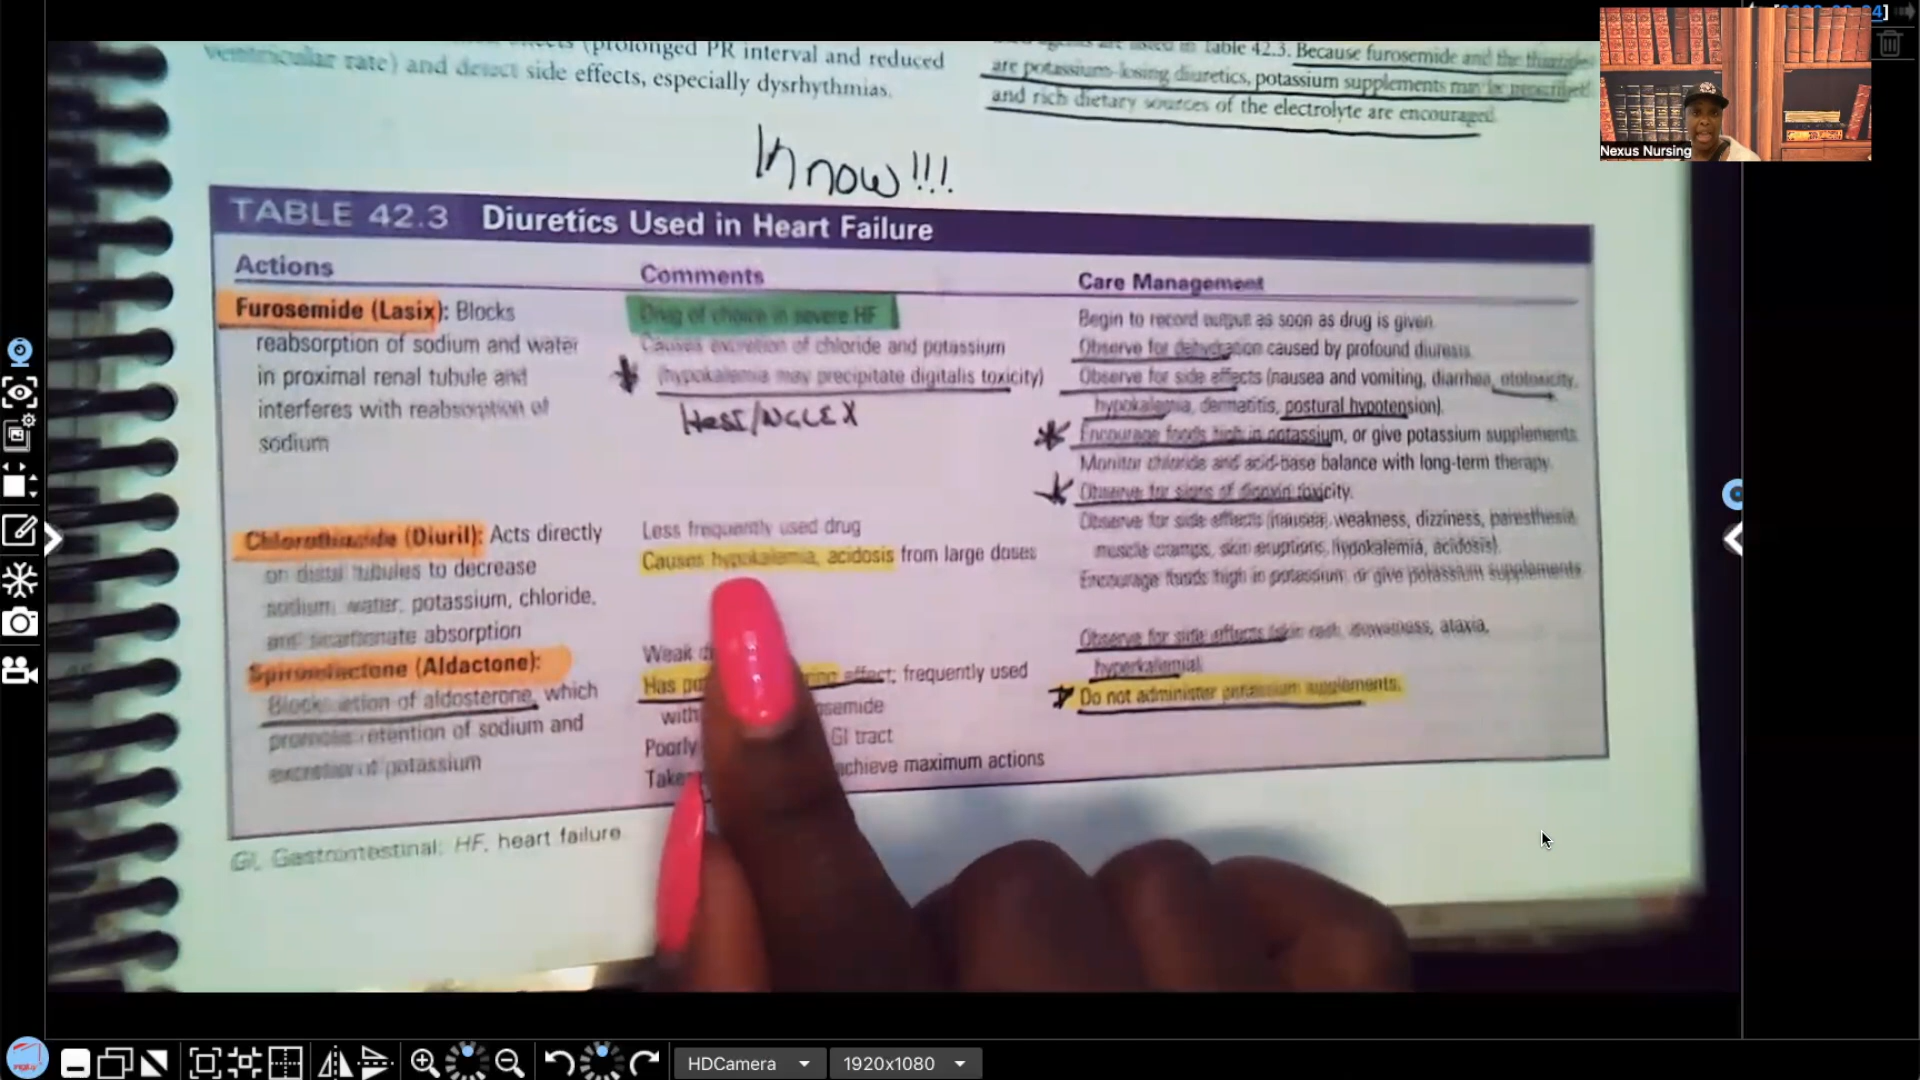 (prolonged PR interval and reduced
ventricular rate) and detect side effects, especially dysrhythmias.
in Table 42.3. Because furosemide and the thiazides
are potassium-losing diuretics, potassium supplements may be prescribed
and rich dietary sources of the electrolyte are encouraged.
Know!!!
TABLE 42.3 Diuretics Used in Heart Failure
Actions
Comments
Care Management
Furosemide (Lasix): Blocks
reabsorption of sodium and water
in proximal renal tubule and
interferes with reabsorption of
sodium
Drug of choice in severe HF
Causes excretion of chloride and potassium
(hypokalemia may precipitate digitalis toxicity)
Hesi/NCLEX
Begin to record output as soon as drug is given.
Observe for dehydration caused by profound diuresis.
Observe for side effects (nausea and vomiting, diarrhea, ototoxicity,
hypokalemia, dermatitis, postural hypotension).
Encourage foods high in potassium, or give potassium supplements.
Monitor chloride and acid-base balance with long-term therapy.
Observe for signs of digoxin toxicity.
Chlorothiazide (Diuril): Acts directly
on distal tubules to decrease
sodium, water, potassium, chloride,
and bicarbonate absorption
Less frequently used drug
Causes hypokalemia, acidosis from large doses
Observe for side effects (nausea, weakness, dizziness, paresthesia,
muscle cramps, skin eruptions, hypokalemia, acidosis).
Encourage foods high in potassium or give potassium supplements.
Spironolactone (Aldactone):
Blocks action of aldosterone, which
promotes retention of sodium and
excretion of potassium
Weak
Has effect; frequently used
with
Poorly GI tract
Take achieve maximum actions
Observe for side effects (skin rash, drowsiness, ataxia,
hyperkalemia).
Do not administer potassium supplements.
GI, Gastrointestinal; HF, heart failure
Nexus Nursing
HDCamera
1920x1080